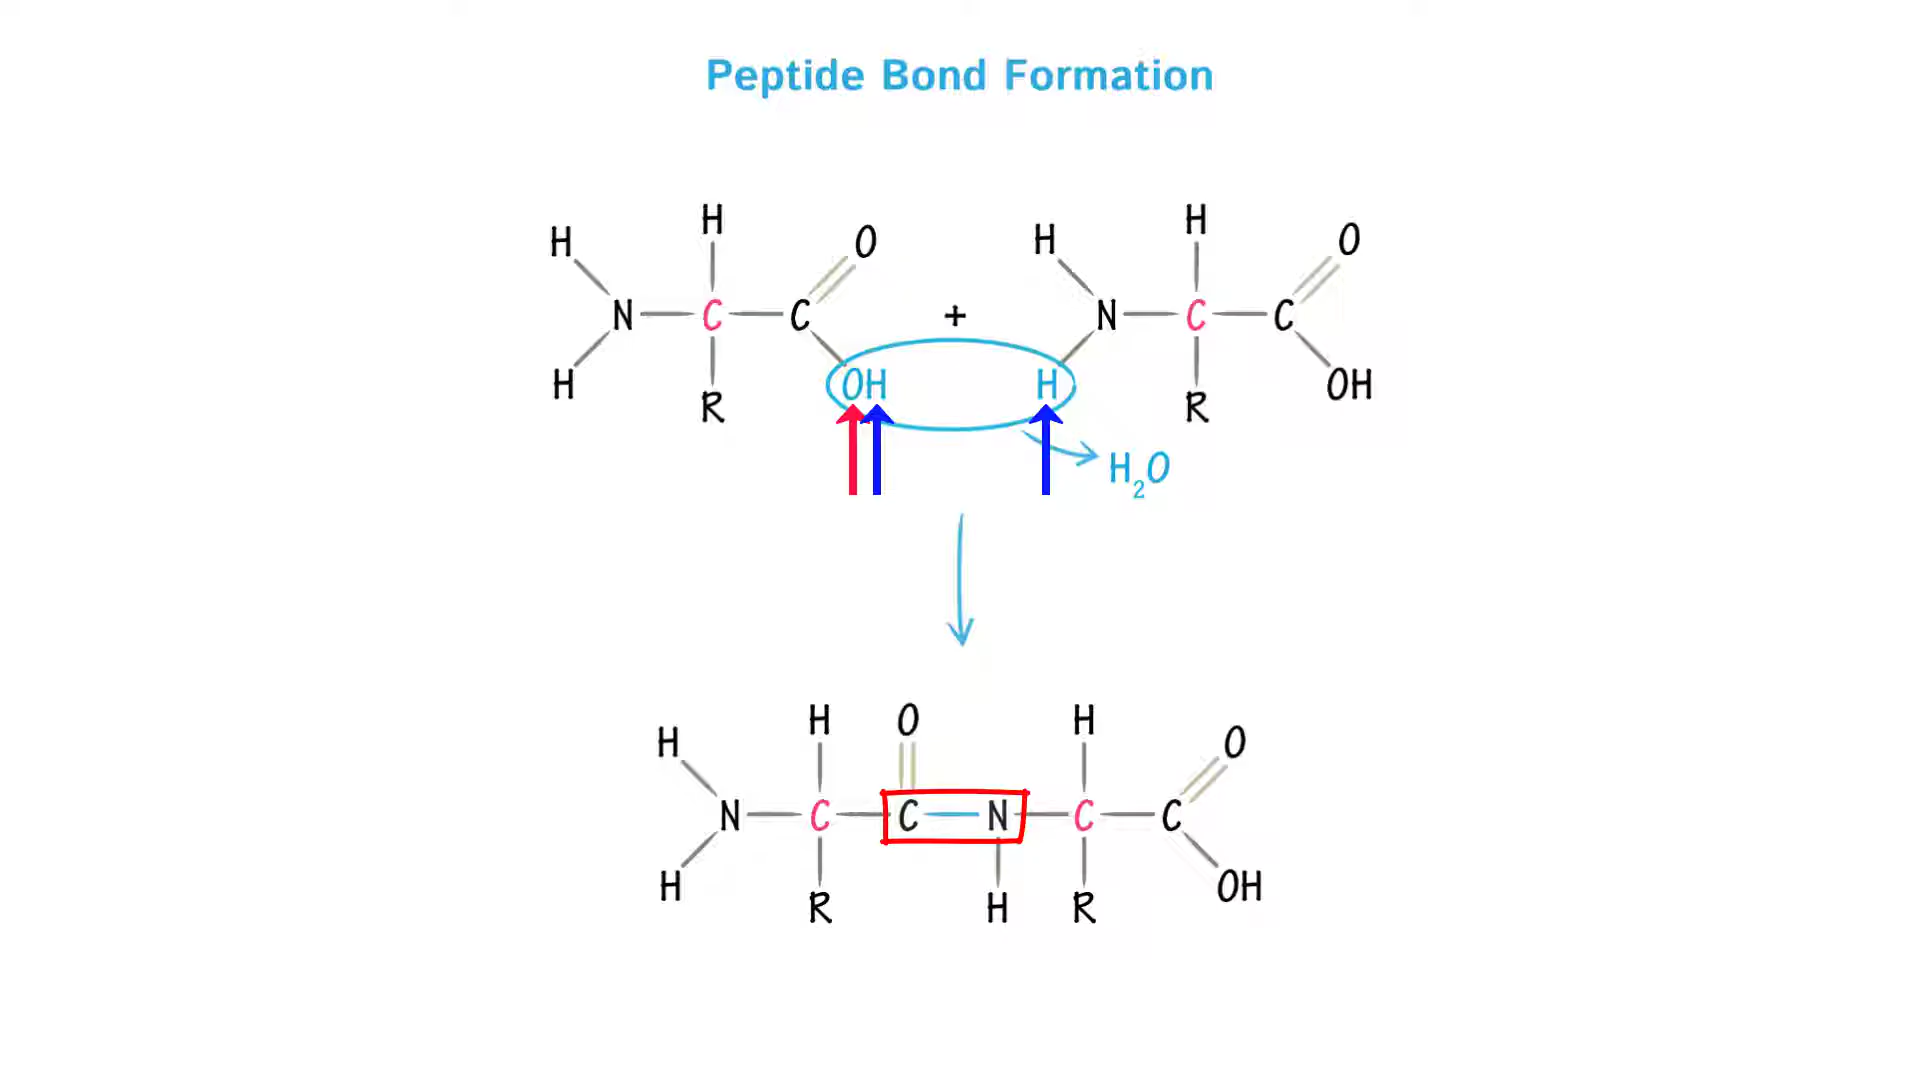 Peptide Bond Formation
H H O H H O
H N C C + H N C C
H R OH H R OH
H₂O
H H O H O
N C C N C C
H R H R OH